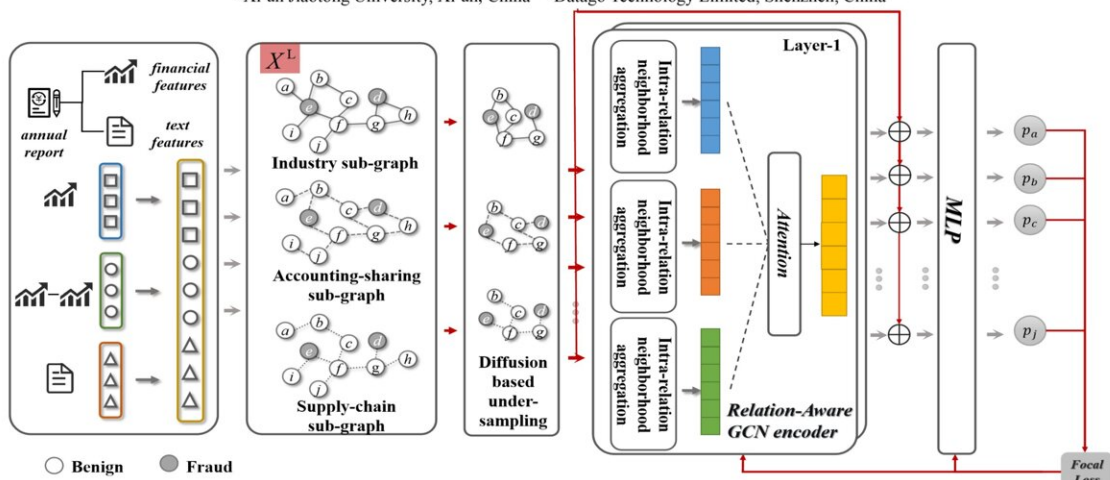 annual
report
financial
features
text
features
X^L
a
b
c
d
e
f
g
h
i
j
Industry sub-graph
a
b
c
d
e
f
g
h
i
j
Accounting-sharing
sub-graph
a
b
c
d
e
f
g
h
i
j
Supply-chain
sub-graph
b
c
d
e
f
g
b
c
d
e
f
g
b
c
d
e
f
g
Diffusion
based
under-
sampling
Layer-1
Intra-relation
neighborhood
aggregation
Intra-relation
neighborhood
aggregation
Intra-relation
neighborhood
aggregation
Attention
Relation-Aware
GCN encoder
MLP
p_a
p_b
p_c
p_j
Focal
Benign
Fraud